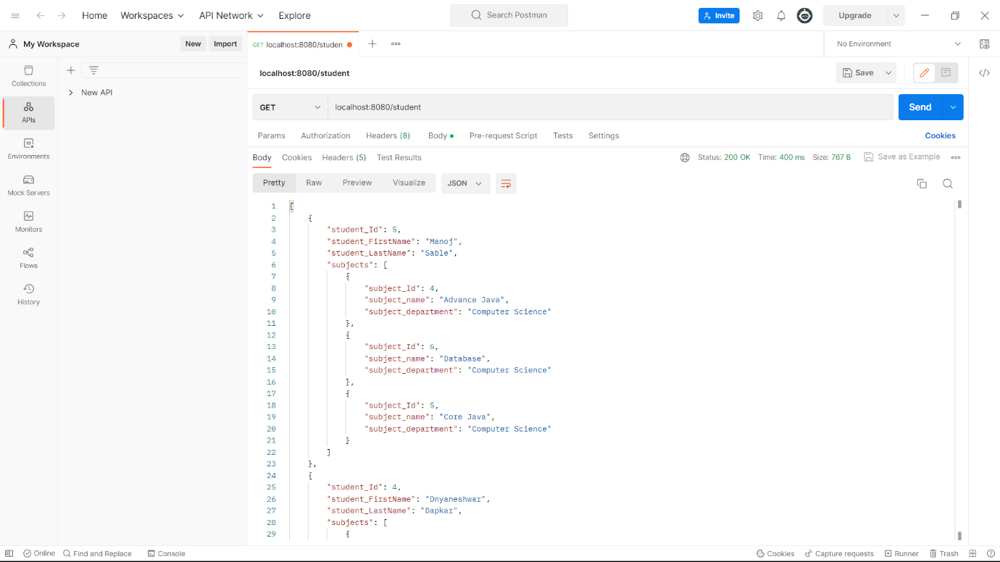 Home Workspaces API Network Explore Search Postman Invite Upgrade
My Workspace New Import GET localhost:8080/studen No Environment
localhost:8080/student Save
Collections
New API
GET localhost:8080/student Send
APIs
Params Authorization Headers (8) Body Pre-request Script Tests Settings Cookies
Environments
Body Cookies Headers (5) Test Results Status: 200 OK Time: 400 ms Size: 767 B Save as Example
Pretty Raw Preview Visualize JSON
Mock Servers
Monitors
Flows
History
1 [
2 {
3 "student_Id": 5,
4 "student_FirstName": "Manoj",
5 "student_LastName": "Sable",
6 "subjects": [
7 {
8 "subject_Id": 4,
9 "subject_name": "Advance Java",
10 "subject_department": "Computer Science"
11 },
12 {
13 "subject_Id": 6,
14 "subject_name": "Database",
15 "subject_department": "Computer Science"
16 },
17 {
18 "subject_Id": 5,
19 "subject_name": "Core Java",
20 "subject_department": "Computer Science"
21 }
22 ]
23 },
24 {
25 "student_Id": 4,
26 "student_FirstName": "Dnyaneshwar",
27 "student_LastName": "Dapkar",
28 "subjects": [
29 {
Online Find and Replace Console Cookies Capture requests Runner Trash